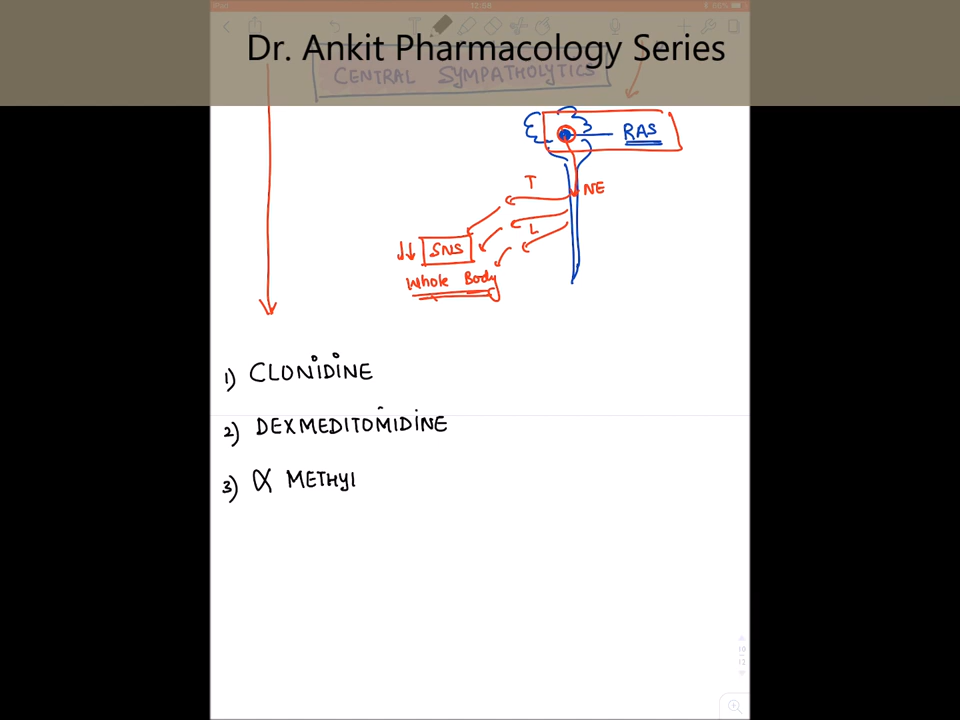 Dr. Ankit Pharmacology Series
CENTRAL SYMPATHOLYTICS
RAS
T
NE
L
↓↓ SNS
Whole Body
1) CLONIDINE
2) DEXMEDITOMIDINE
3) α METHYL